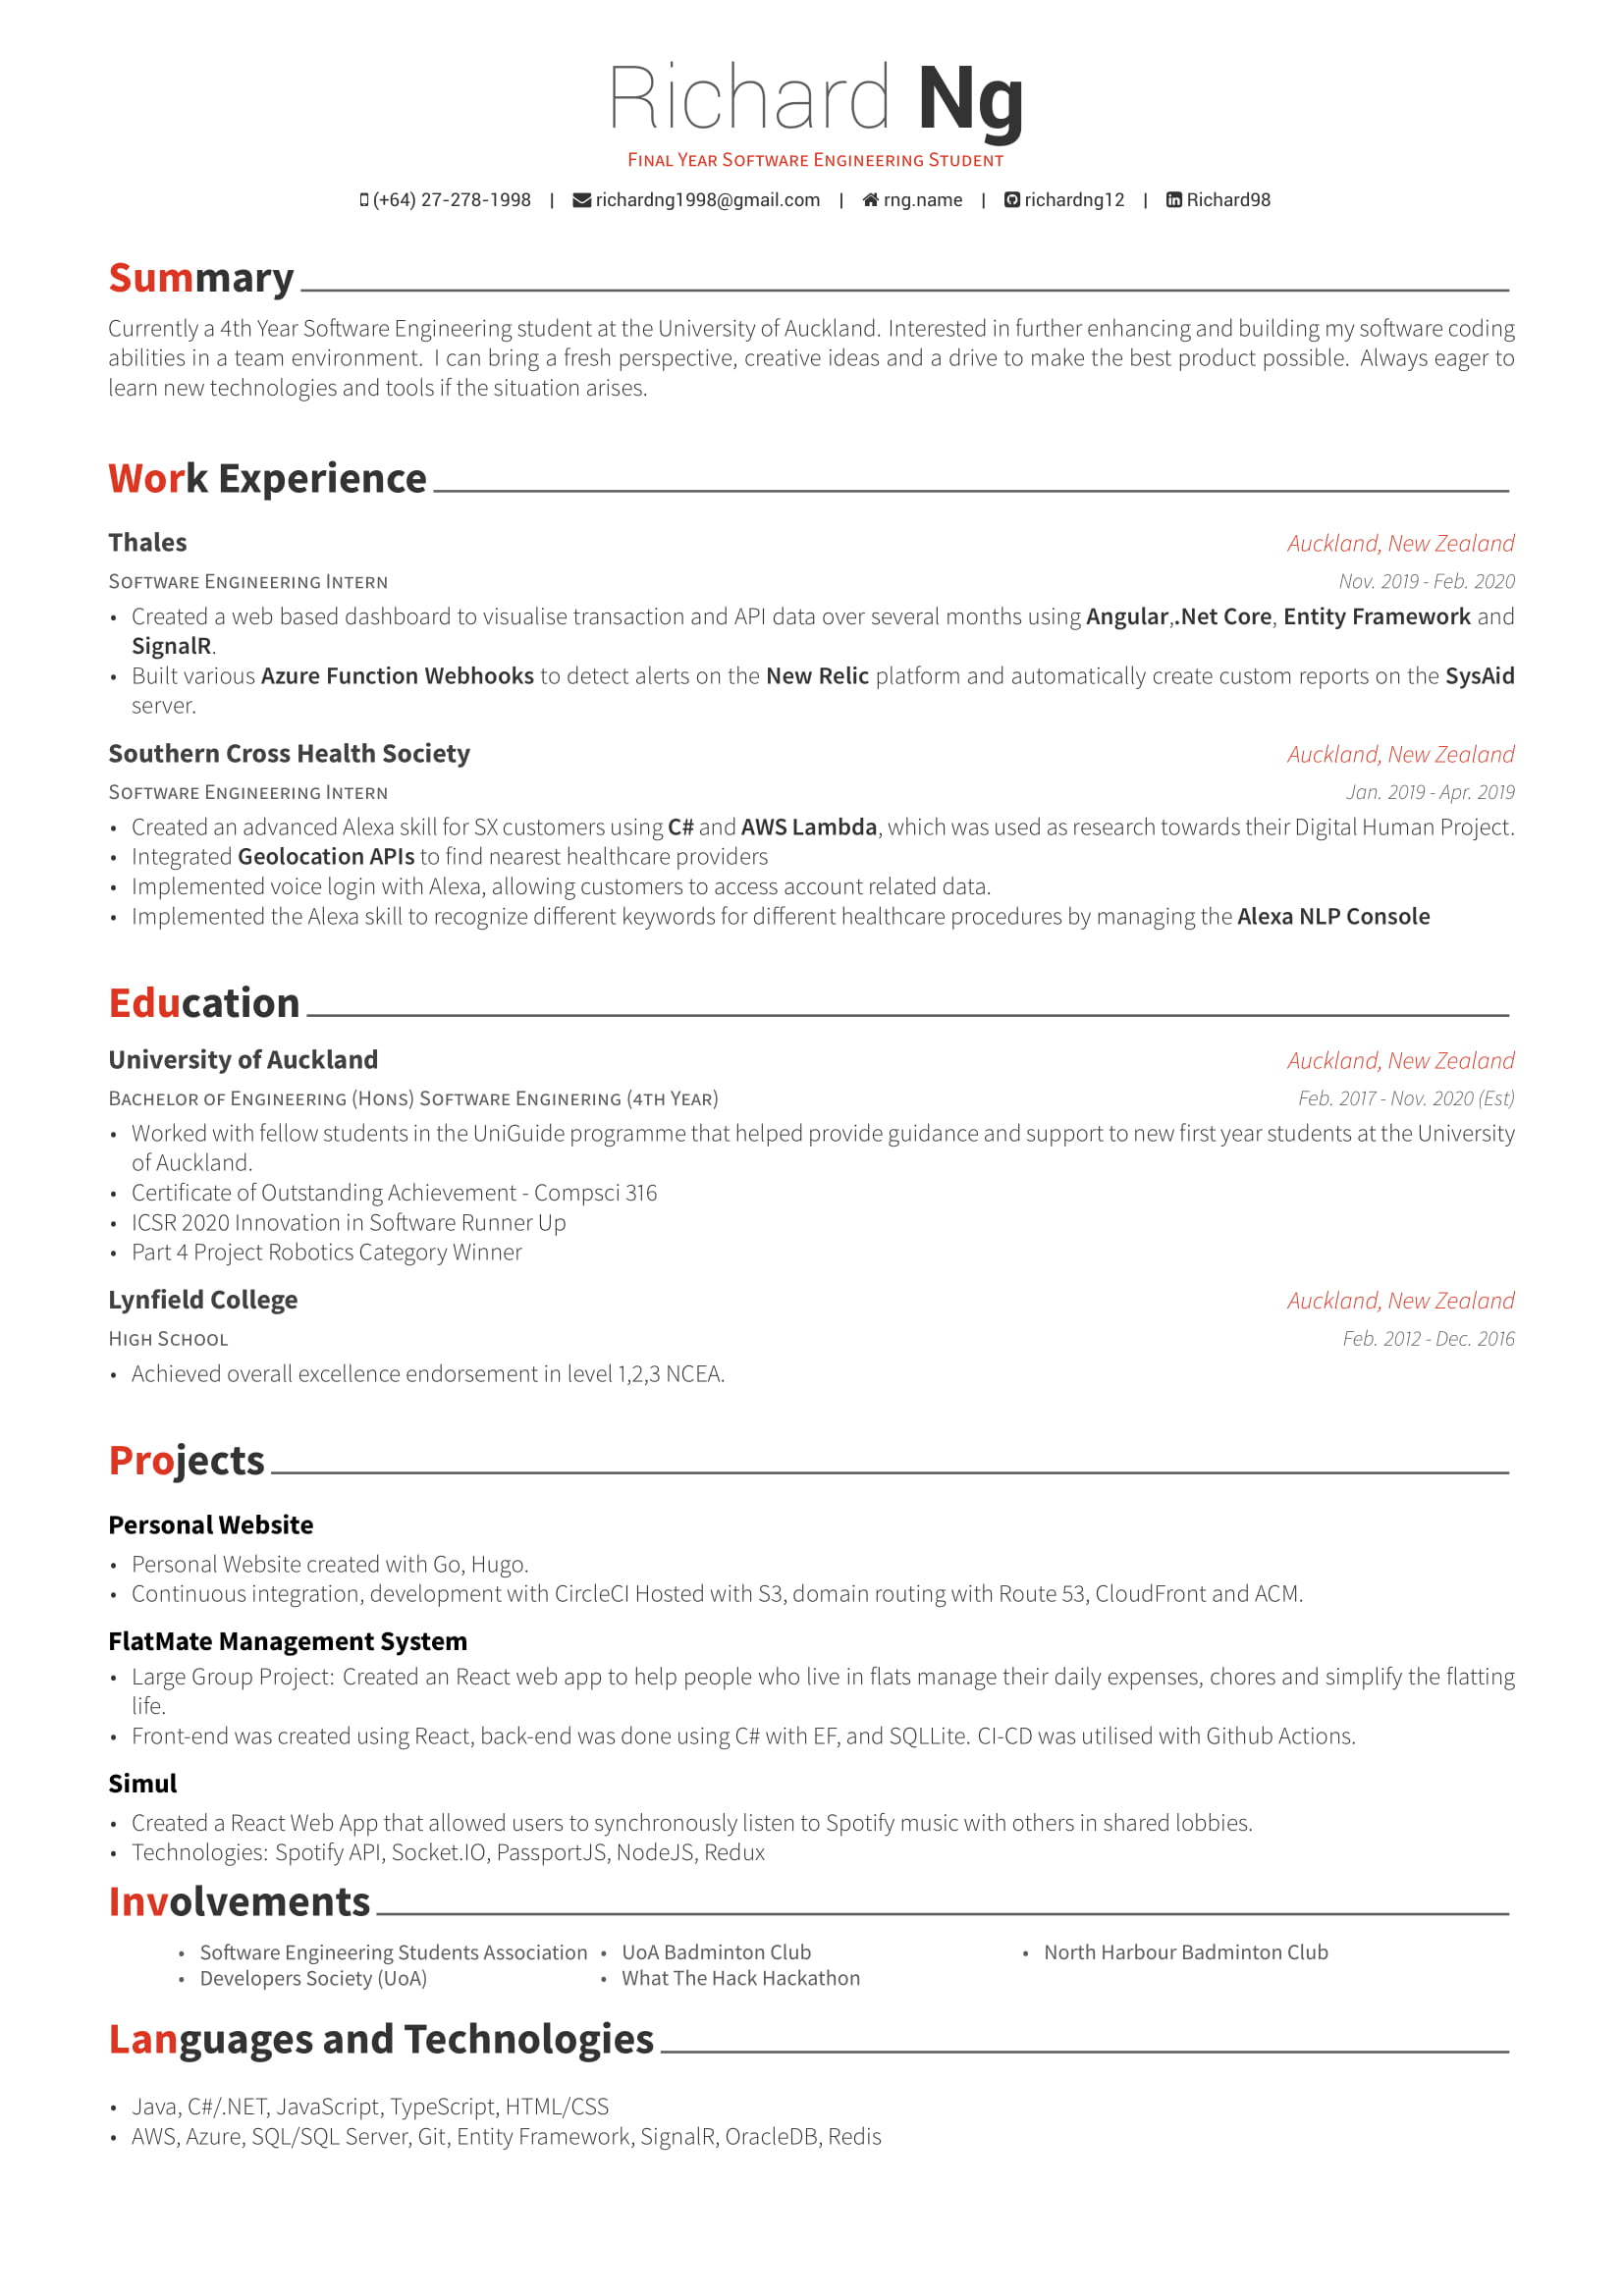 Richard Ng
Final Year Software Engineering Student
(+64) 27-278-1998 | richardng1998@gmail.com | rng.name | richardng12 | Richard98
Summary
Currently a 4th Year Software Engineering student at the University of Auckland. Interested in further enhancing and building my software coding
abilities in a team environment. I can bring a fresh perspective, creative ideas and a drive to make the best product possible. Always eager to
learn new technologies and tools if the situation arises.
Work Experience
Thales Auckland, New Zealand
Software Engineering Intern Nov. 2019 - Feb. 2020
• Created a web based dashboard to visualise transaction and API data over several months using Angular,.Net Core, Entity Framework and
SignalR.
• Built various Azure Function Webhooks to detect alerts on the New Relic platform and automatically create custom reports on the SysAid
server.
Southern Cross Health Society Auckland, New Zealand
Software Engineering Intern Jan. 2019 - Apr. 2019
• Created an advanced Alexa skill for SX customers using C# and AWS Lambda, which was used as research towards their Digital Human Project.
• Integrated Geolocation APIs to find nearest healthcare providers
• Implemented voice login with Alexa, allowing customers to access account related data.
• Implemented the Alexa skill to recognize different keywords for different healthcare procedures by managing the Alexa NLP Console
Education
University of Auckland Auckland, New Zealand
Bachelor of Engineering (Hons) Software Enginering (4th Year) Feb. 2017 - Nov. 2020 (Est)
• Worked with fellow students in the UniGuide programme that helped provide guidance and support to new first year students at the University
of Auckland.
• Certificate of Outstanding Achievement - Compsci 316
• ICSR 2020 Innovation in Software Runner Up
• Part 4 Project Robotics Category Winner
Lynfield College Auckland, New Zealand
High School Feb. 2012 - Dec. 2016
• Achieved overall excellence endorsement in level 1,2,3 NCEA.
Projects
Personal Website
• Personal Website created with Go, Hugo.
• Continuous integration, development with CircleCI Hosted with S3, domain routing with Route 53, CloudFront and ACM.
FlatMate Management System
• Large Group Project: Created an React web app to help people who live in flats manage their daily expenses, chores and simplify the flatting
life.
• Front-end was created using React, back-end was done using C# with EF, and SQLLite. CI-CD was utilised with Github Actions.
Simul
• Created a React Web App that allowed users to synchronously listen to Spotify music with others in shared lobbies.
• Technologies: Spotify API, Socket.IO, PassportJS, NodeJS, Redux
Involvements
• Software Engineering Students Association • UoA Badminton Club • North Harbour Badminton Club
• Developers Society (UoA) • What The Hack Hackathon
Languages and Technologies
• Java, C#/.NET, JavaScript, TypeScript, HTML/CSS
• AWS, Azure, SQL/SQL Server, Git, Entity Framework, SignalR, OracleDB, Redis